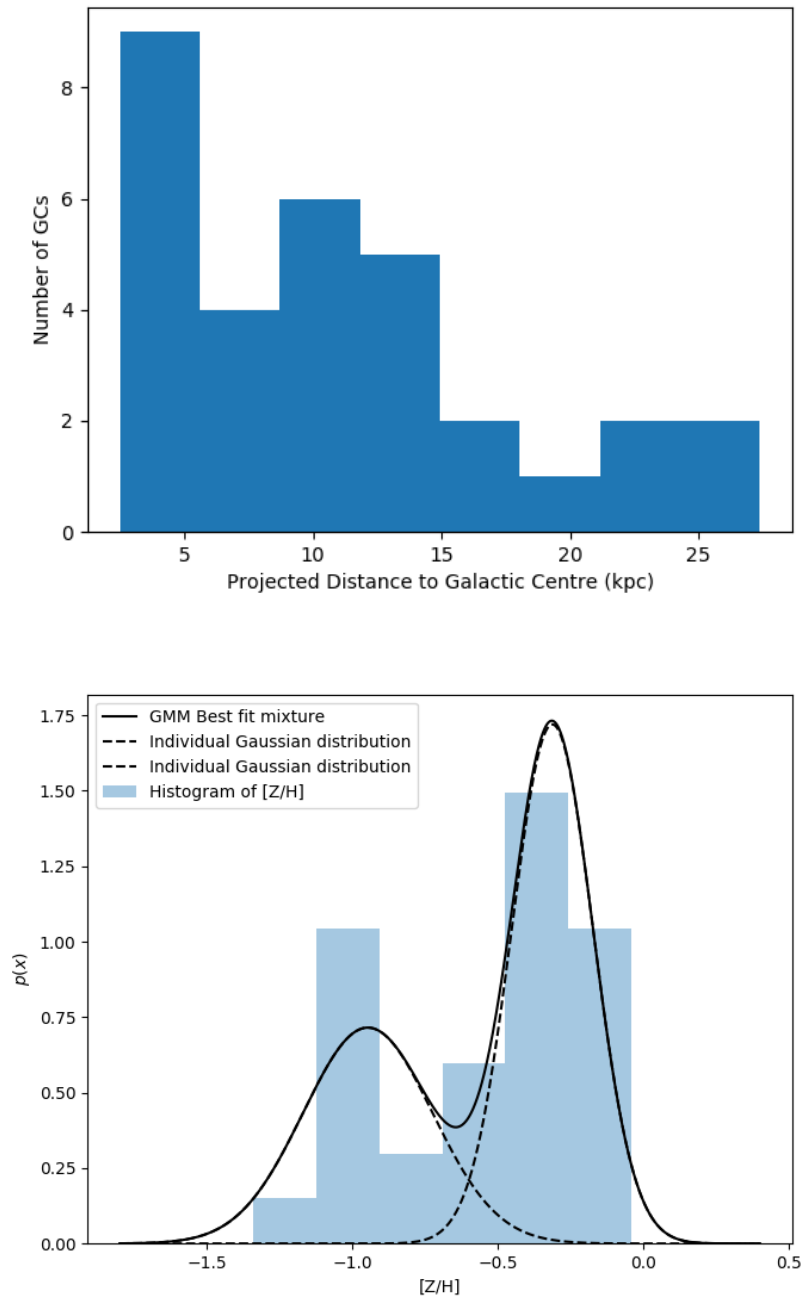 8
6
4
2
0
Number of GCs
5 10 15 20 25
Projected Distance to Galactic Centre (kpc)
GMM Best fit mixture
Individual Gaussian distribution
Individual Gaussian distribution
Histogram of [Z/H]
1.75
1.50
1.25
1.00
0.75
0.50
0.25
0.00
p(x)
−1.5 −1.0 −0.5 0.0 0.5
[Z/H]